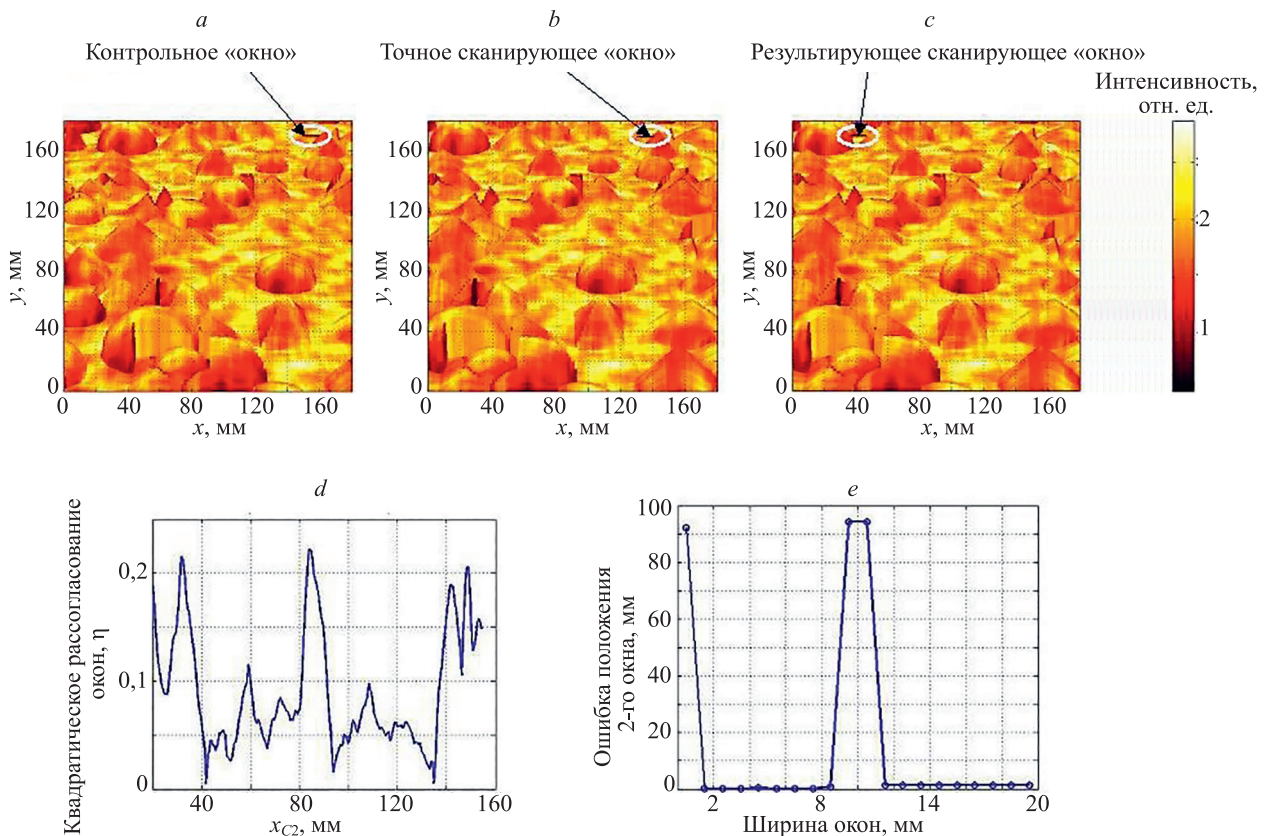 a
Контрольное «окно»
b
Точное сканирующее «окно»
c
Результирующее сканирующее «окно»
Интенсивность,
отн. ед.
2
1
y, мм
160
120
80
40
0
0 40 80 120 160
x, мм
y, мм
160
120
80
40
0
0 40 80 120 160
x, мм
y, мм
160
120
80
40
0
0 40 80 120 160
x, мм
d
Квадратическое рассогласование
окон, η
0,2
0,1
0
40 80 120 160
x_C2, мм
e
Ошибка положения
2-го окна, мм
100
80
60
40
20
0
2 8 14 20
Ширина окон, мм